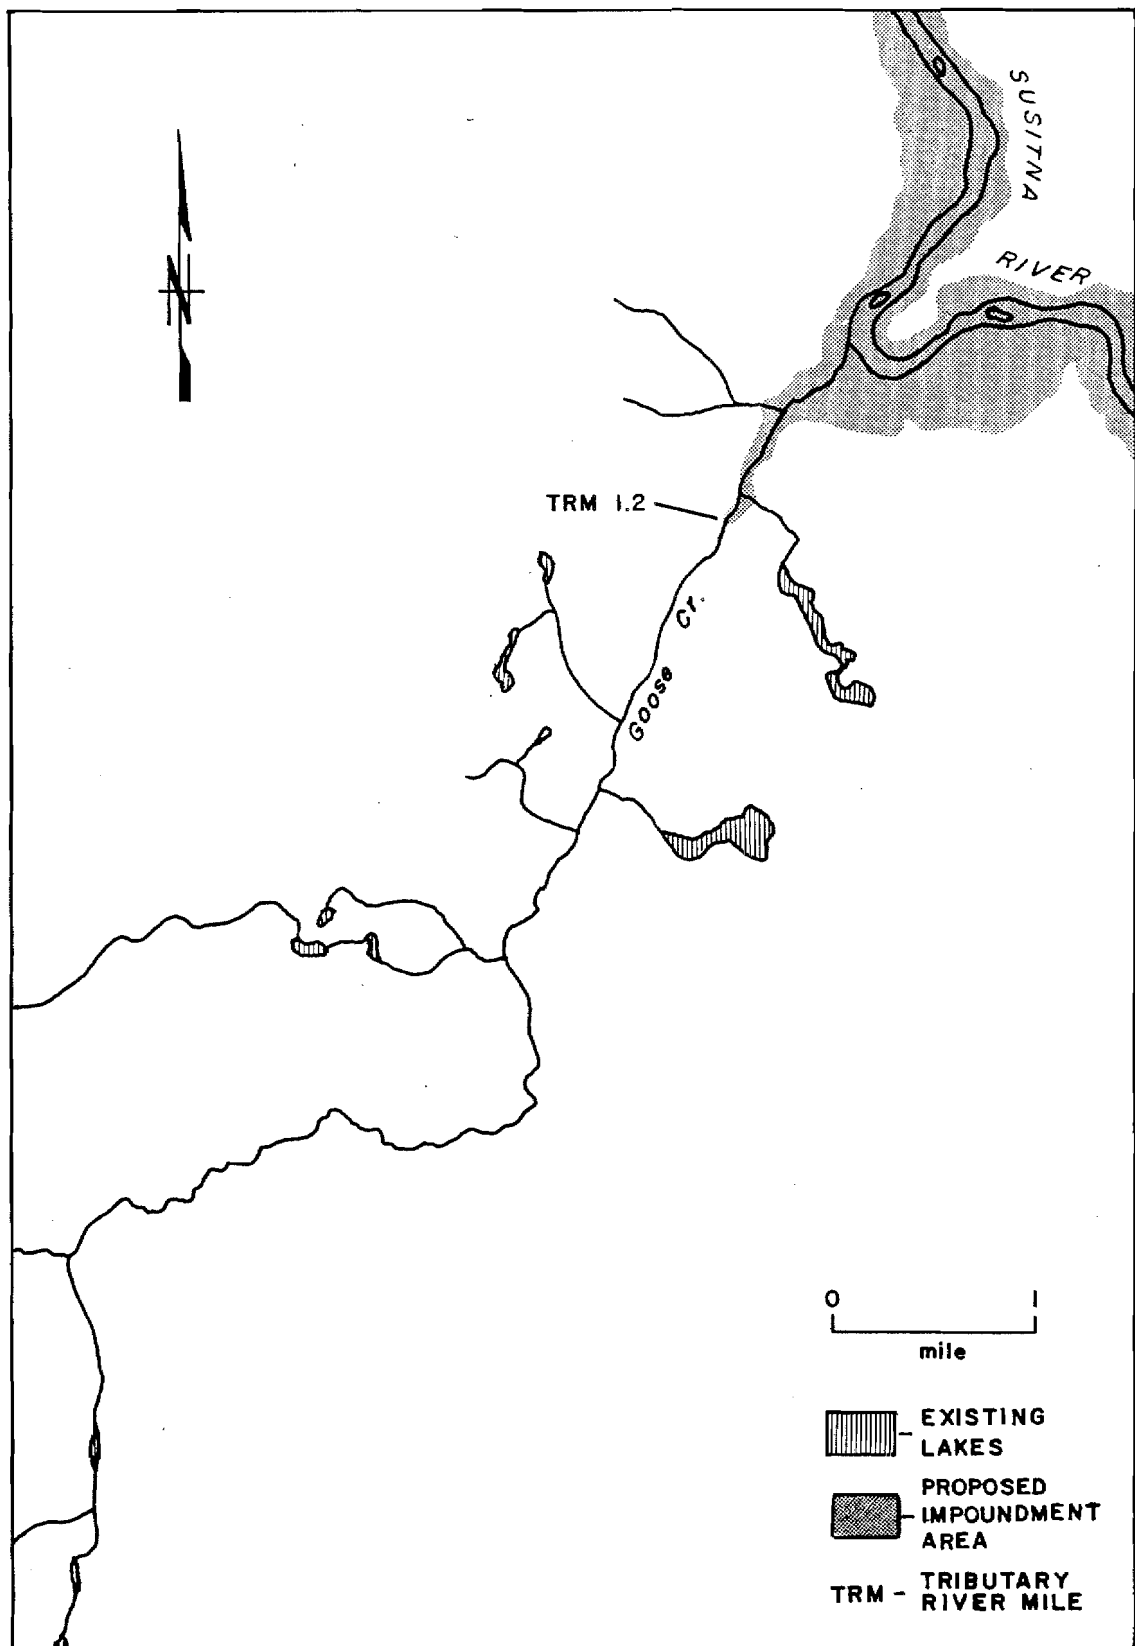 SUSITNA
RIVER
N
TRM 1.2
Goose Cr.
0 1
mile
EXISTING
LAKES
PROPOSED
IMPOUNDMENT
AREA
TRM - TRIBUTARY
RIVER MILE